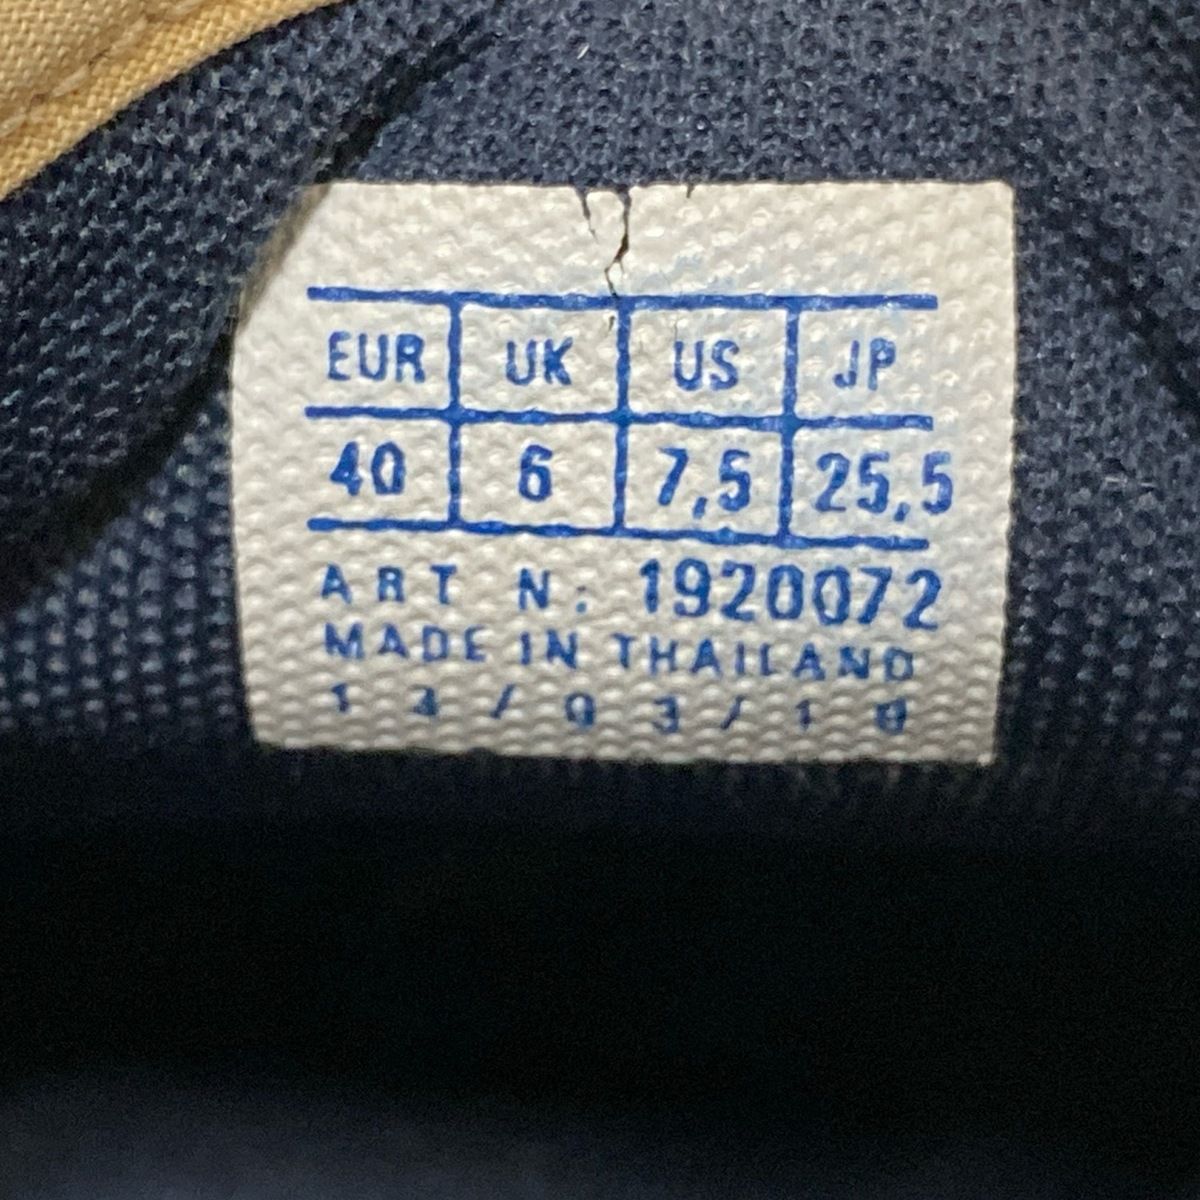 EUR UK US JP
40 6 7,5 25,5
ART N: 1920072
MADE IN THAILAND